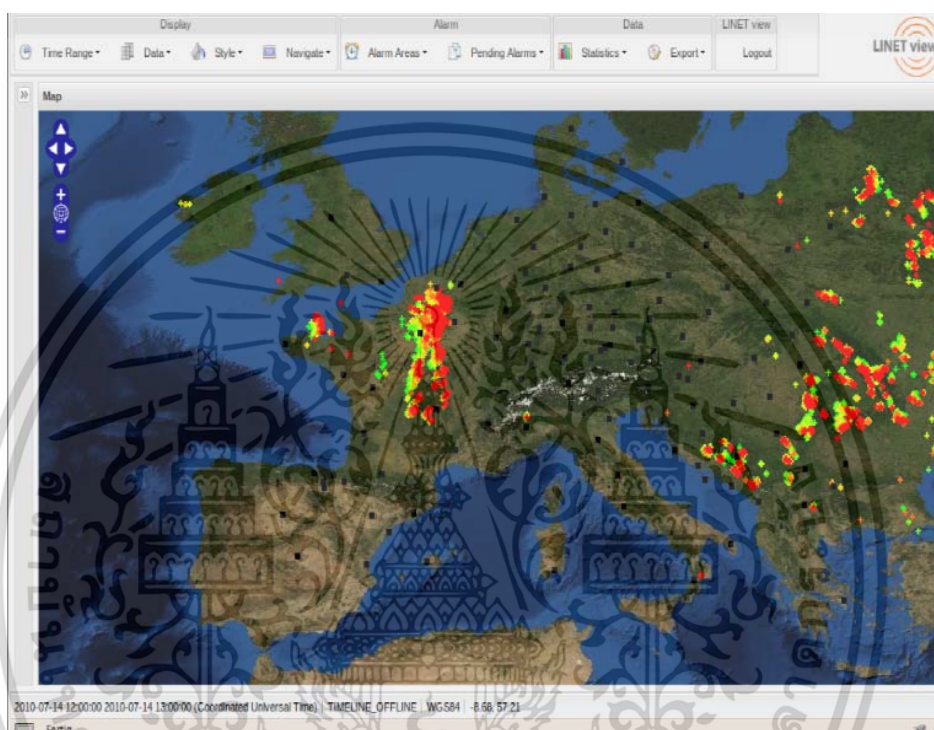 Display Alarm Data LINET view
Time Range Data Style Navigate Alarm Areas Pending Alarms Statistics Export Logout
LINET view
Map
2010-07-14 12:00:00 2010-07-14 13:00:00 (Coordinated Universal Time) TIMELINE_OFFLINE WGS84 -8.68, 57.21
Fertig